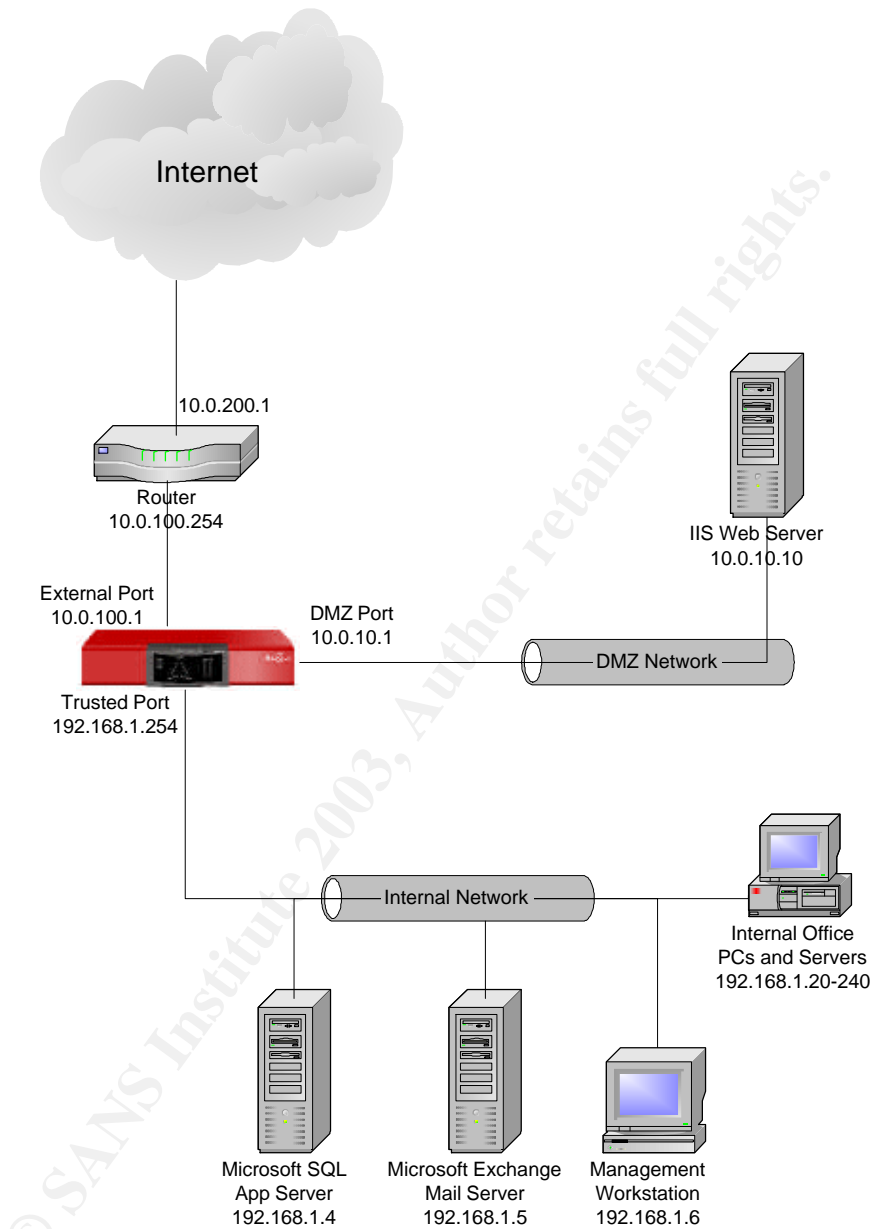 Internet
10.0.200.1
Router
10.0.100.254
IIS Web Server
10.0.10.10
External Port
10.0.100.1
DMZ Port
10.0.10.1
DMZ Network
Trusted Port
192.168.1.254
Internal Network
Internal Office
PCs and Servers
192.168.1.20-240
Microsoft SQL
App Server
192.168.1.4
Microsoft Exchange
Mail Server
192.168.1.5
Management
Workstation
192.168.1.6
© SANS Institute 2003, Author retains full rights.